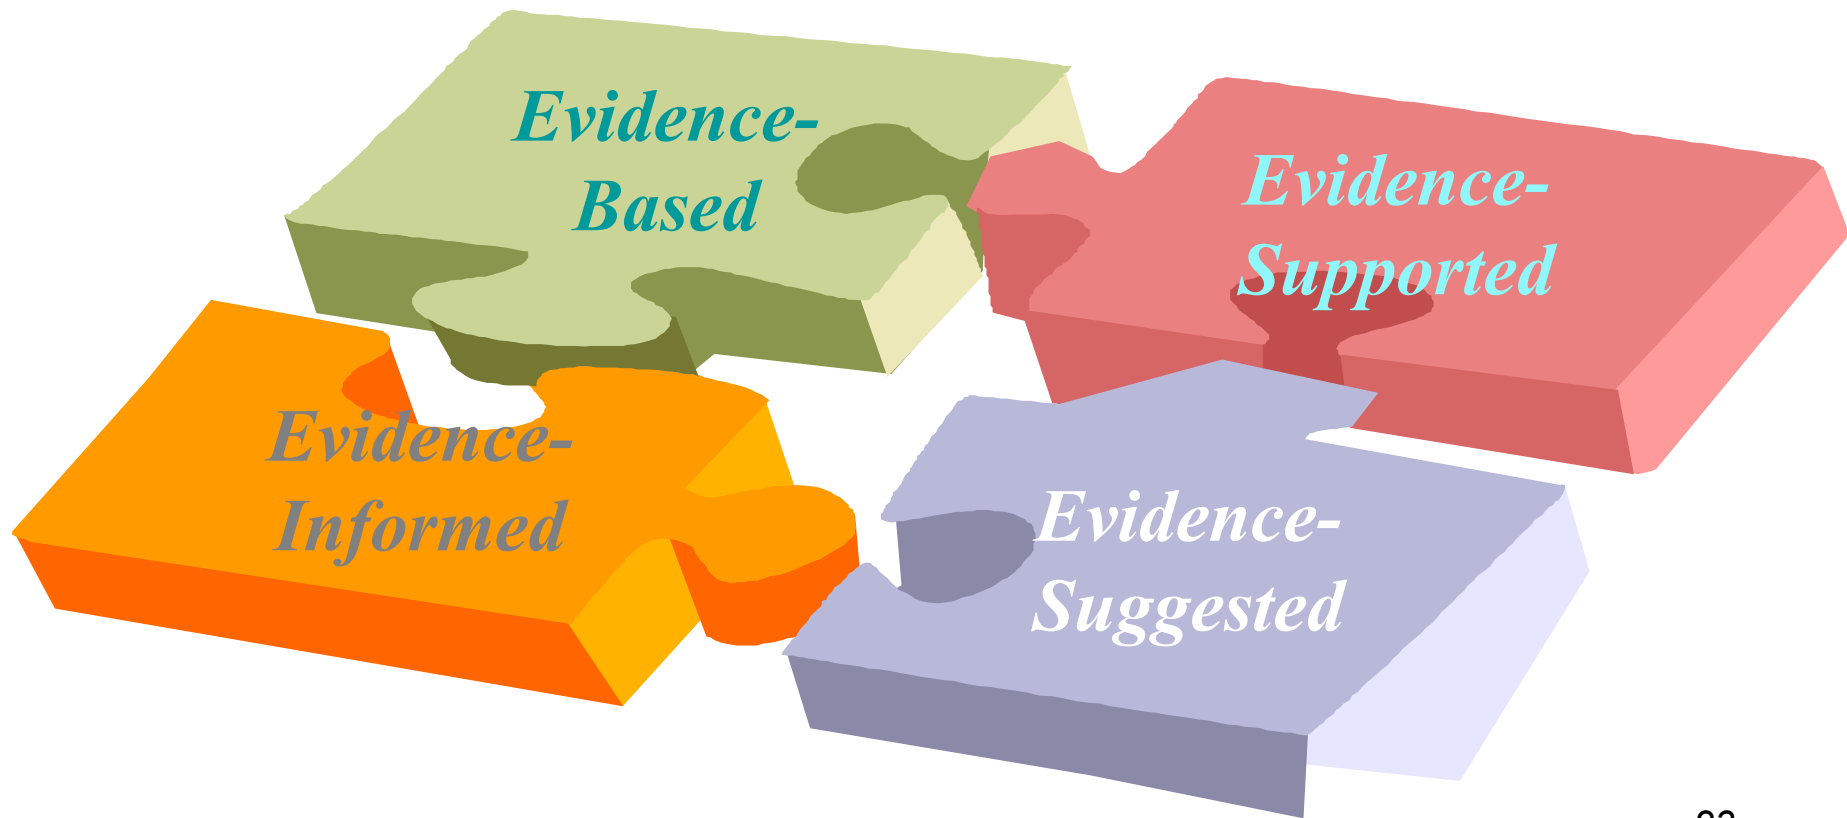 Evidence-
Based
Evidence-
Supported
Evidence-
Informed
Evidence-
Suggested